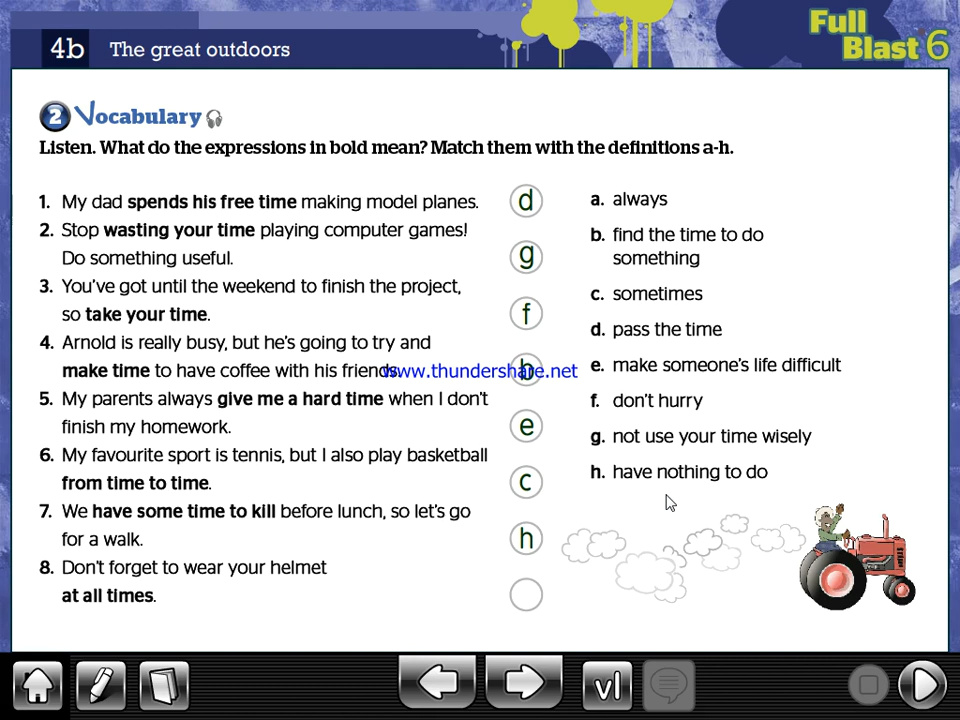 4b The great outdoors
Full
Blast 6
2 Vocabulary
Listen. What do the expressions in bold mean? Match them with the definitions a-h.
1. My dad spends his free time making model planes.
2. Stop wasting your time playing computer games!
Do something useful.
3. You've got until the weekend to finish the project,
so take your time.
4. Arnold is really busy, but he's going to try and
make time to have coffee with his friends.
5. My parents always give me a hard time when I don't
finish my homework.
6. My favourite sport is tennis, but I also play basketball
from time to time.
7. We have some time to kill before lunch, so let's go
for a walk.
8. Don't forget to wear your helmet
at all times.
d
g
f
b
e
c
h
www.thundershare.net
a. always
b. find the time to do
something
c. sometimes
d. pass the time
e. make someone's life difficult
f. don't hurry
g. not use your time wisely
h. have nothing to do
vl